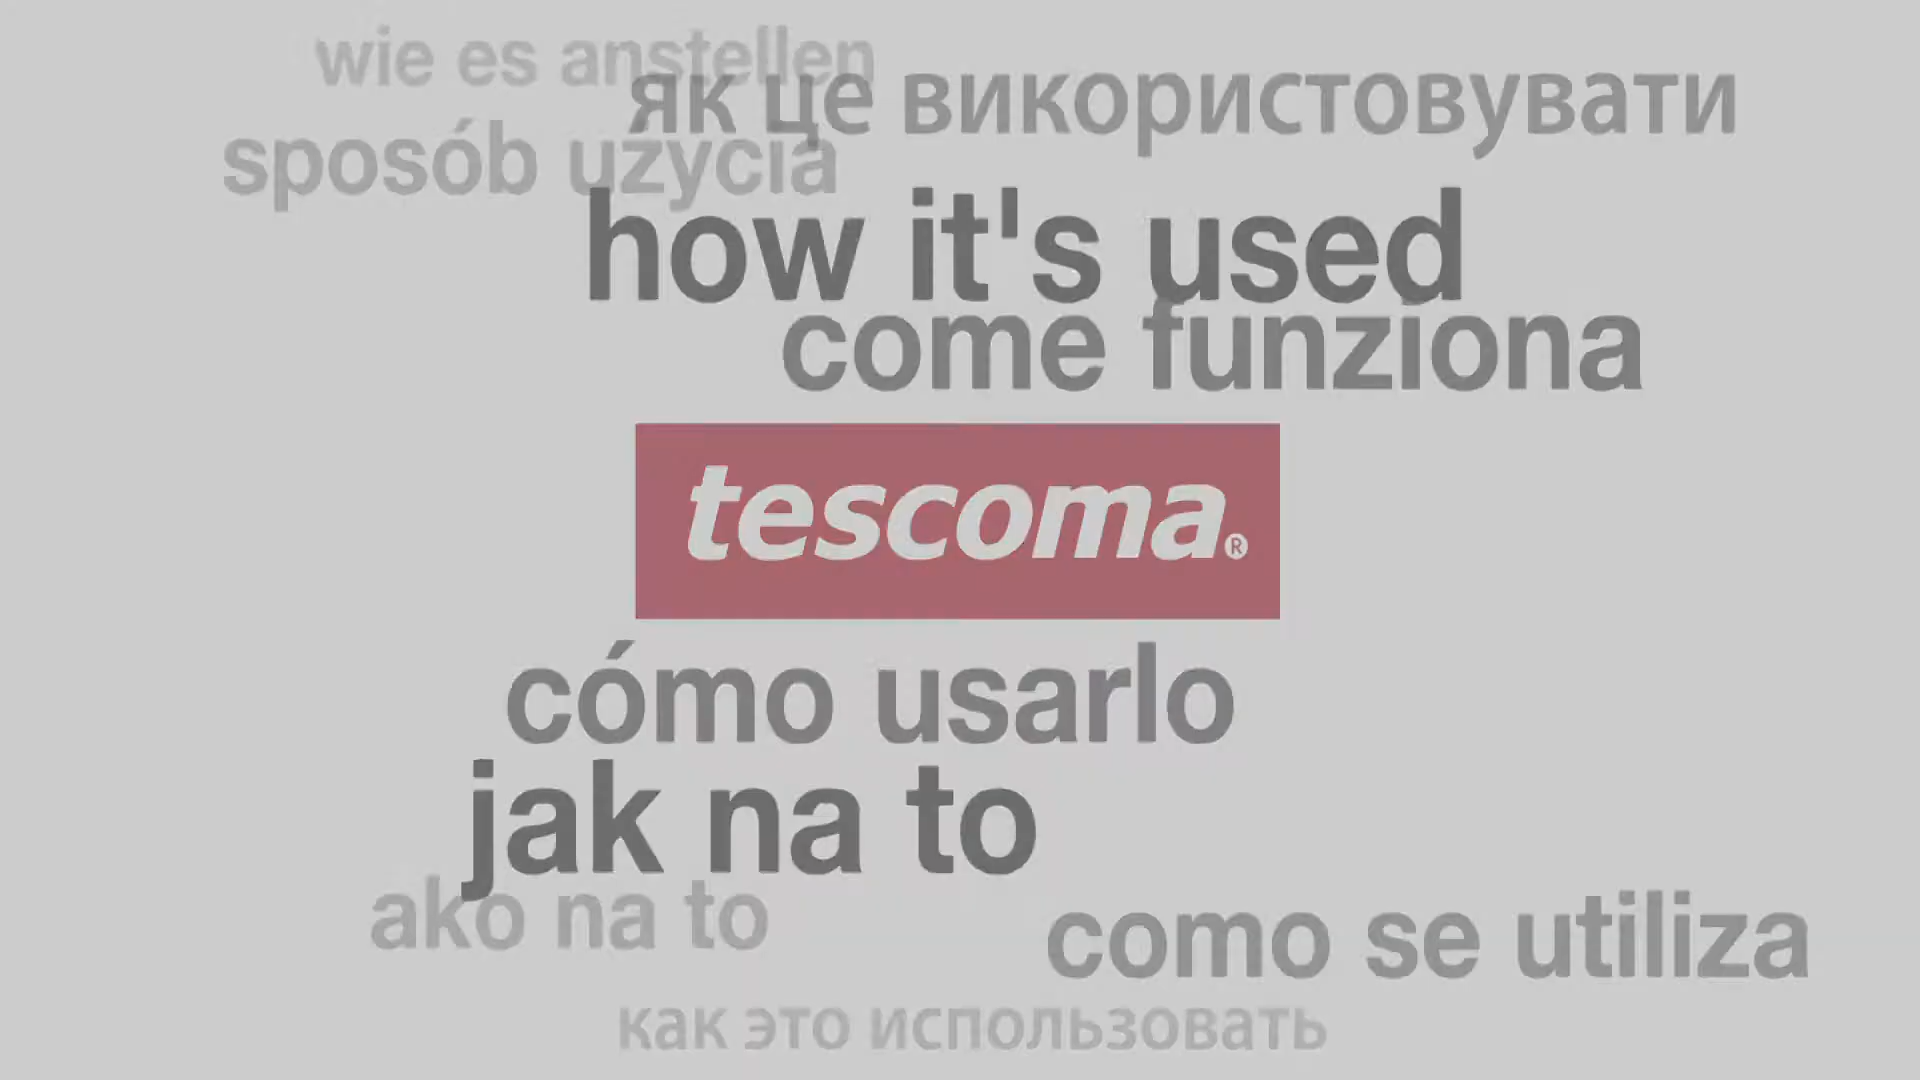 wie es anstellen
як це використовувати
sposób użycia
how it's used
come funziona
tescoma®
cómo usarlo
jak na to
ako na to
como se utiliza
как это использовать